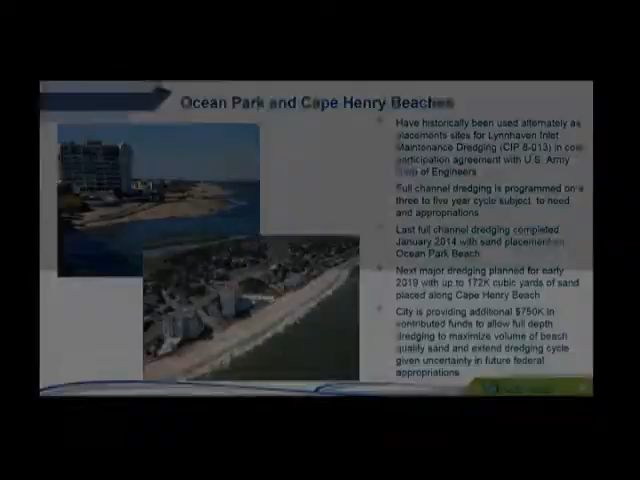 Ocean Park and Cape Henry Beaches
Have historically been used alternately as
placements sites for Lynnhaven Inlet
Maintenance Dredging (CIP 8-013) in cost
participation agreement with U.S. Army
Corp of Engineers
Full channel dredging is programmed on a
three to five year cycle subject to need
and appropriations
Last full channel dredging completed
January 2014 with sand placement on
Ocean Park Beach
Next major dredging planned for early
2019 with up to 172K cubic yards of sand
placed along Cape Henry Beach
City is providing additional $750K in
contributed funds to allow full depth
dredging to maximize volume of beach
quality sand and extend dredging cycle
given uncertainty in future federal
appropriations